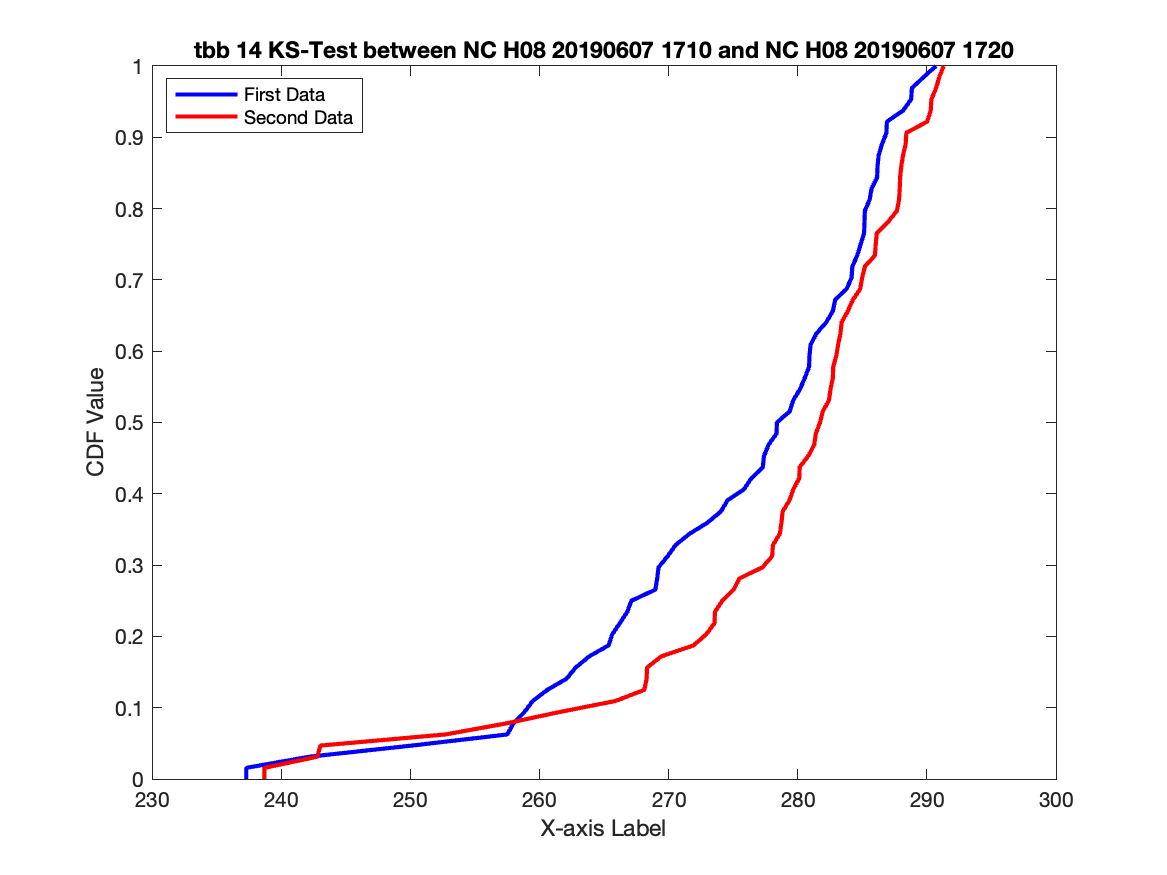 tbb 14 KS-Test between NC H08 20190607 1710 and NC H08 20190607 1720
First Data
Second Data
1
0.9
0.8
0.7
0.6
0.5
0.4
0.3
0.2
0.1
0
CDF Value
230 240 250 260 270 280 290 300
X-axis Label